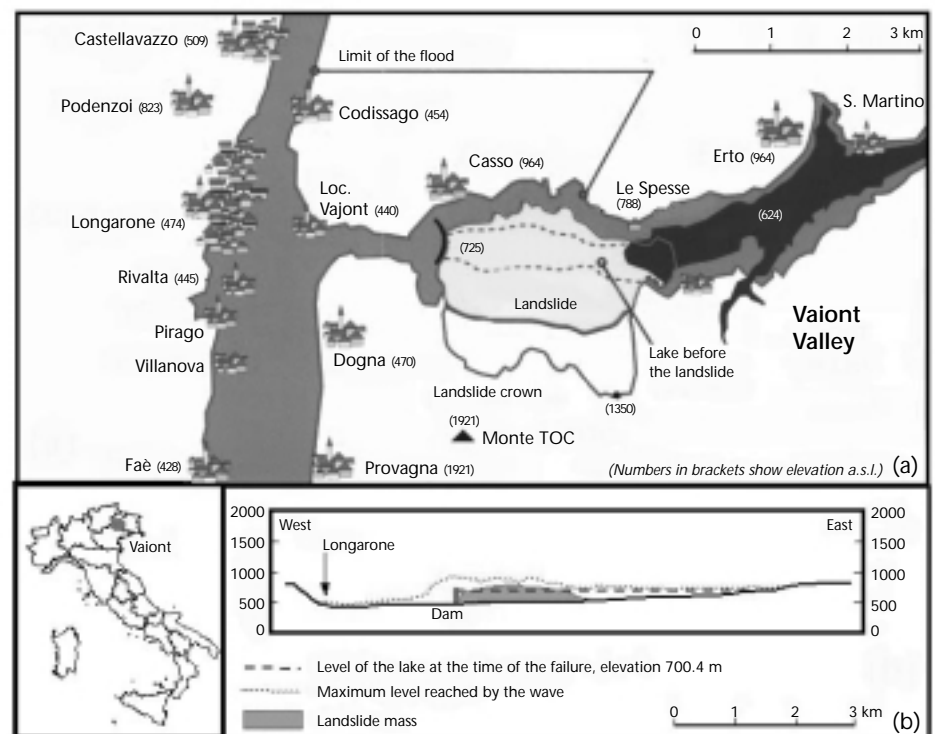 Castellavazzo (509)
0 1 2 3 km
Limit of the flood
Podenzoi (823)
Codissago (454)
S. Martino
Casso (964)
Erto (964)
Loc.
Vajont (440)
Le Spesse
(788)
Longarone (474)
(624)
(725)
Rivalta (445)
Landslide
Vaiont
Valley
Pirago
Villanova
Dogna (470)
Lake before
the landslide
Landslide crown
(1350)
(1921)
Monte TOC
Faè (428)
Provagna (1921)
(Numbers in brackets show elevation a.s.l.) (a)
Vaiont
2000
1500
1000
500
0
West
East
Longarone
Dam
2000
1500
1000
500
0
Level of the lake at the time of the failure, elevation 700.4 m
Maximum level reached by the wave
Landslide mass
0 1 2 3 km
(b)